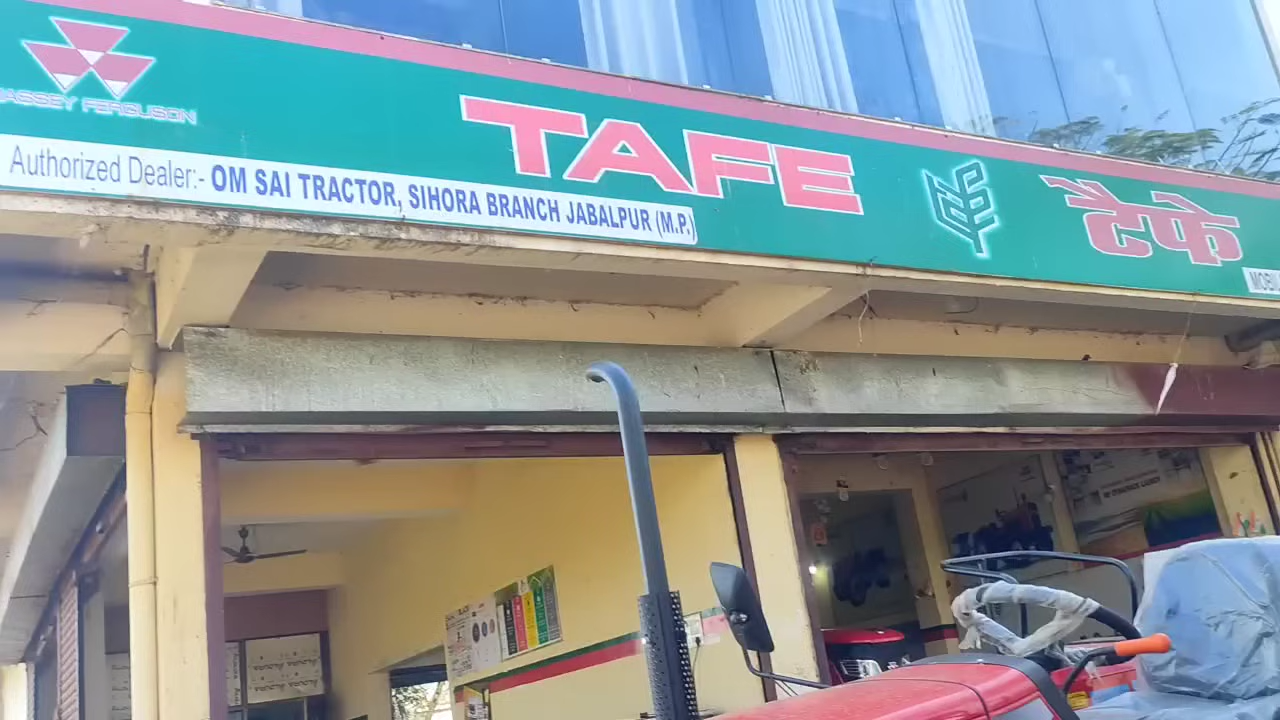 MASSEY FERGUSON
TAFE
टैफे
Authorized Dealer:- OM SAI TRACTOR, SIHORA BRANCH JABALPUR (M.P.)